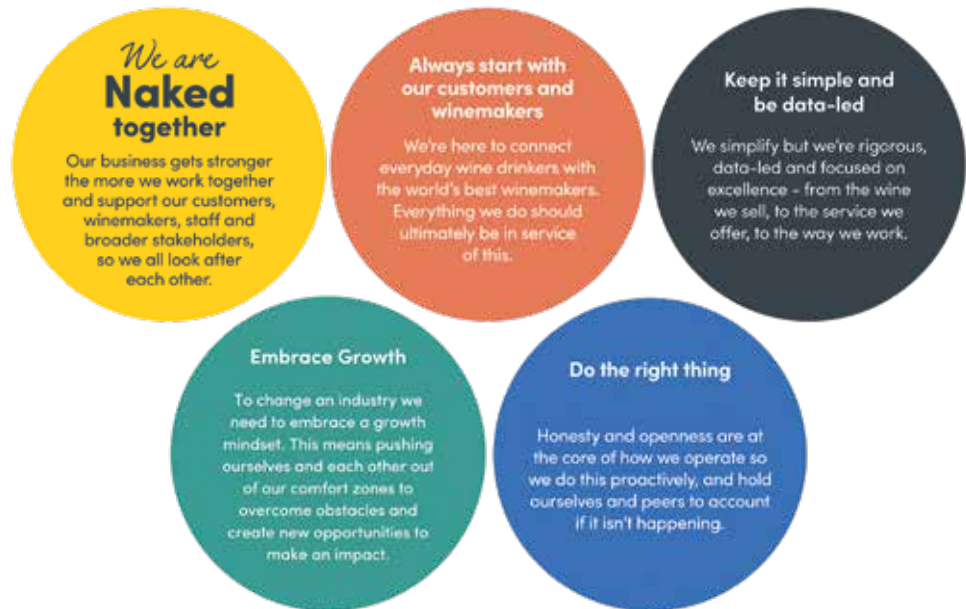 We are
Naked
together
Our business gets stronger
the more we work together
and support our customers,
winemakers, staff and
broader stakeholders,
so we all look after
each other.
Always start with
our customers and
winemakers
We're here to connect
everyday wine drinkers with
the world's best winemakers.
Everything we do should
ultimately be in service
of this.
Keep it simple and
be data-led
We simplify but we're rigorous,
data-led and focused on
excellence – from the wine
we sell, to the service we
offer, to the way we work.
Embrace Growth
To change an industry we
need to embrace a growth
mindset. This means pushing
ourselves and each other out
of our comfort zones to
overcome obstacles and
create new opportunities to
make an impact.
Do the right thing
Honesty and openness are at
the core of how we operate so
we do this proactively, and hold
ourselves and peers to account
if it isn't happening.